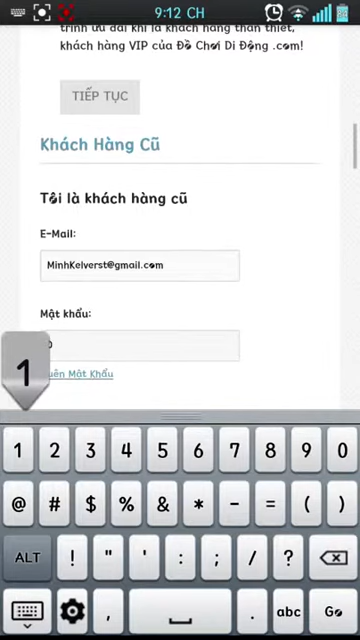 9:12 CH
trình ưu đãi khi là khách hàng thân thiết,
khách hàng VIP của Đồ Chơi Di Động .com!
TIẾP TỤC
Khách Hàng Cũ
Tôi là khách hàng cũ
E-Mail:
MinhKelverst@gmail.com
Mật khẩu:
1
uên Mật Khẩu
1 2 3 4 5 6 7 8 9 0
@ # $ % & * - = ( )
ALT ! " ' : ; / ?
, . abc Go